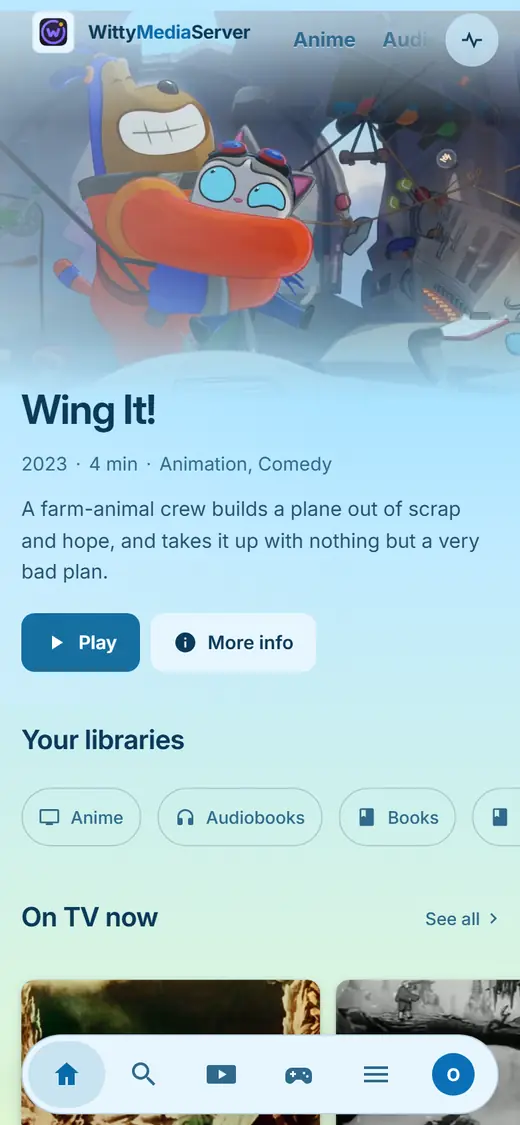 WittyMediaServer
Anime Audi
Wing It!
2023 · 4 min · Animation, Comedy
A farm-animal crew builds a plane out of scrap
and hope, and takes it up with nothing but a very
bad plan.
Play
More info
Your libraries
Anime
Audiobooks
Books
On TV now
See all
O